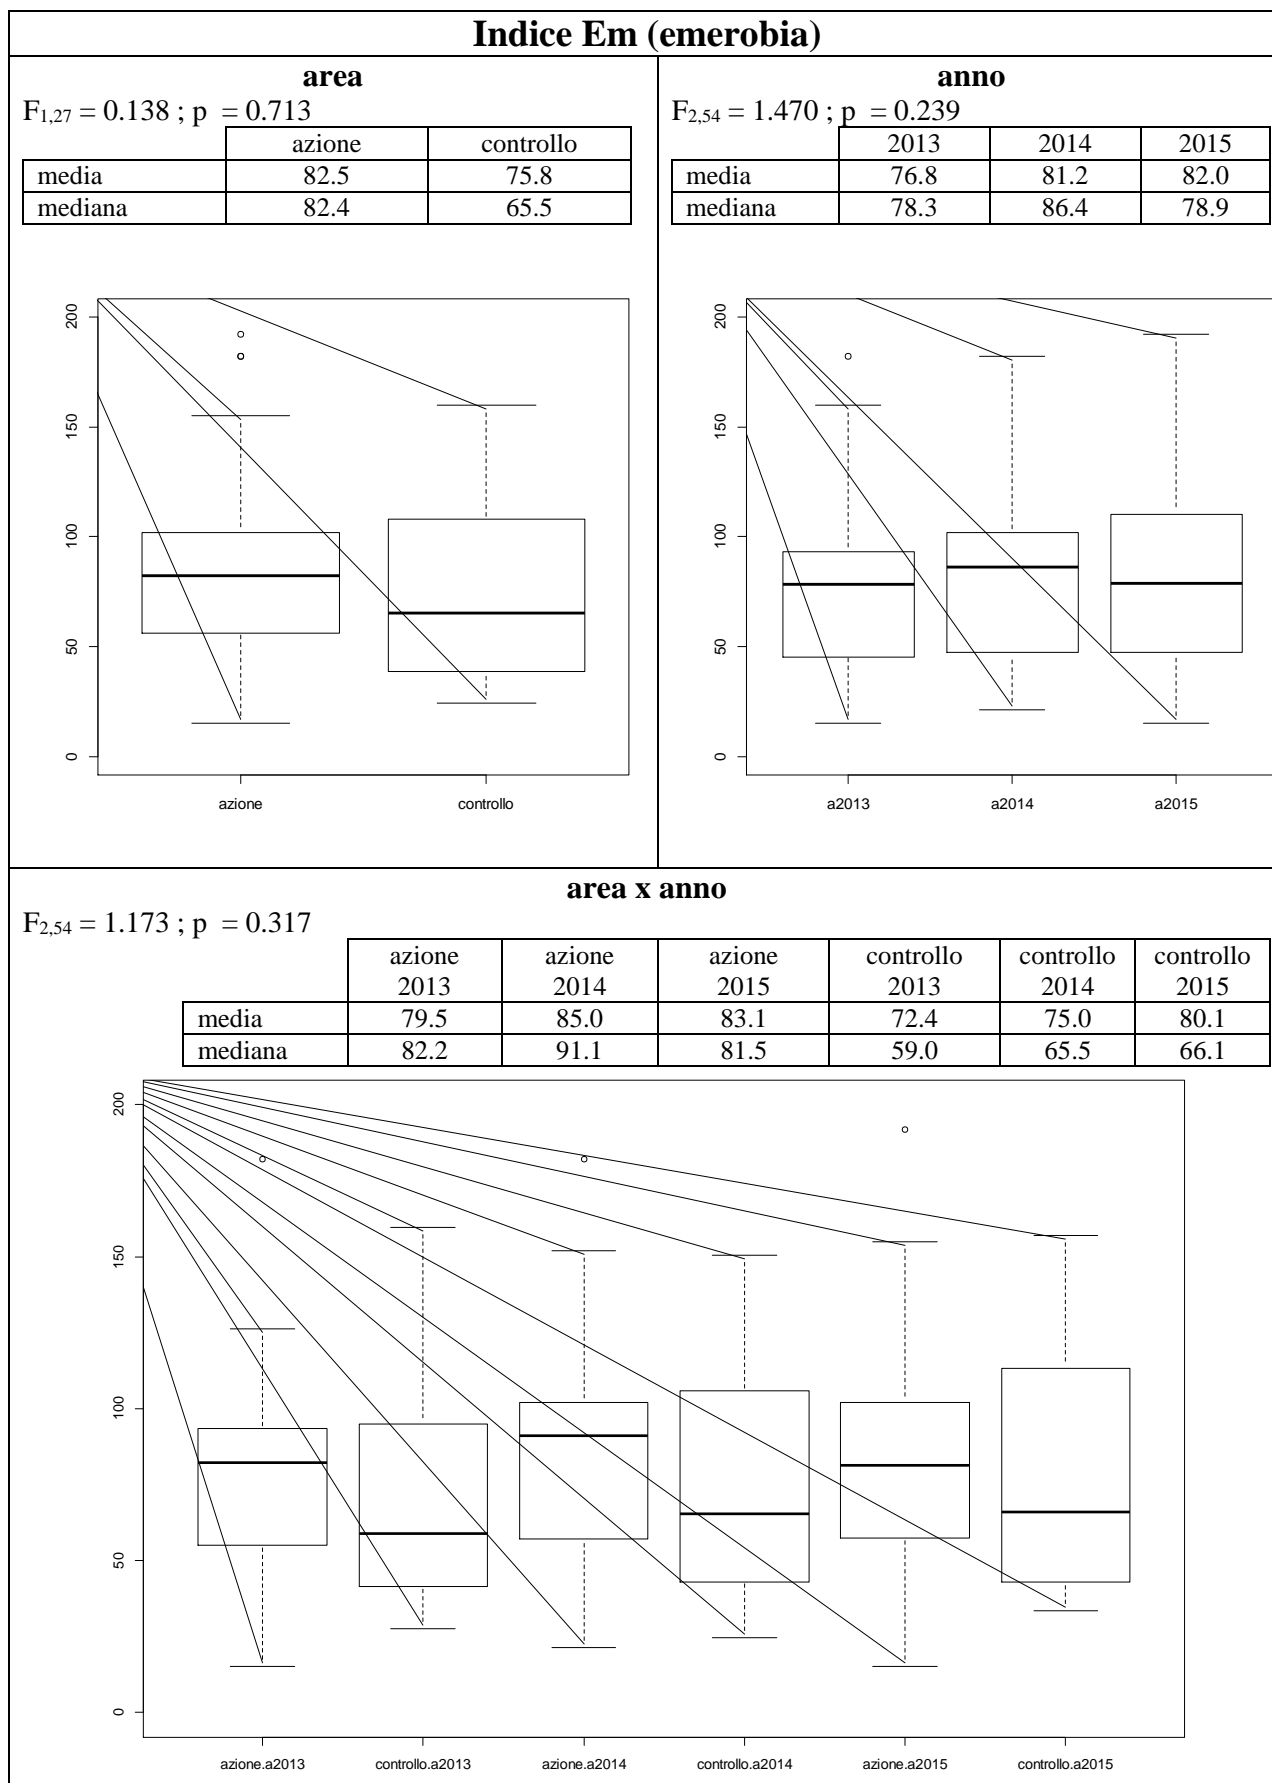 Indice Em (emerobia)
area
F1,27 = 0.138 ; p = 0.713
azione controllo
media 82.5 75.8
mediana 82.4 65.5
0 50 100 150 200
azione controllo
anno
F2,54 = 1.470 ; p = 0.239
2013 2014 2015
media 76.8 81.2 82.0
mediana 78.3 86.4 78.9
0 50 100 150 200
a2013 a2014 a2015
area x anno
F2,54 = 1.173 ; p = 0.317
azione azione azione controllo controllo controllo
2013 2014 2015 2013 2014 2015
media 79.5 85.0 83.1 72.4 75.0 80.1
mediana 82.2 91.1 81.5 59.0 65.5 66.1
0 50 100 150 200
azione.a2013 controllo.a2013 azione.a2014 controllo.a2014 azione.a2015 controllo.a2015